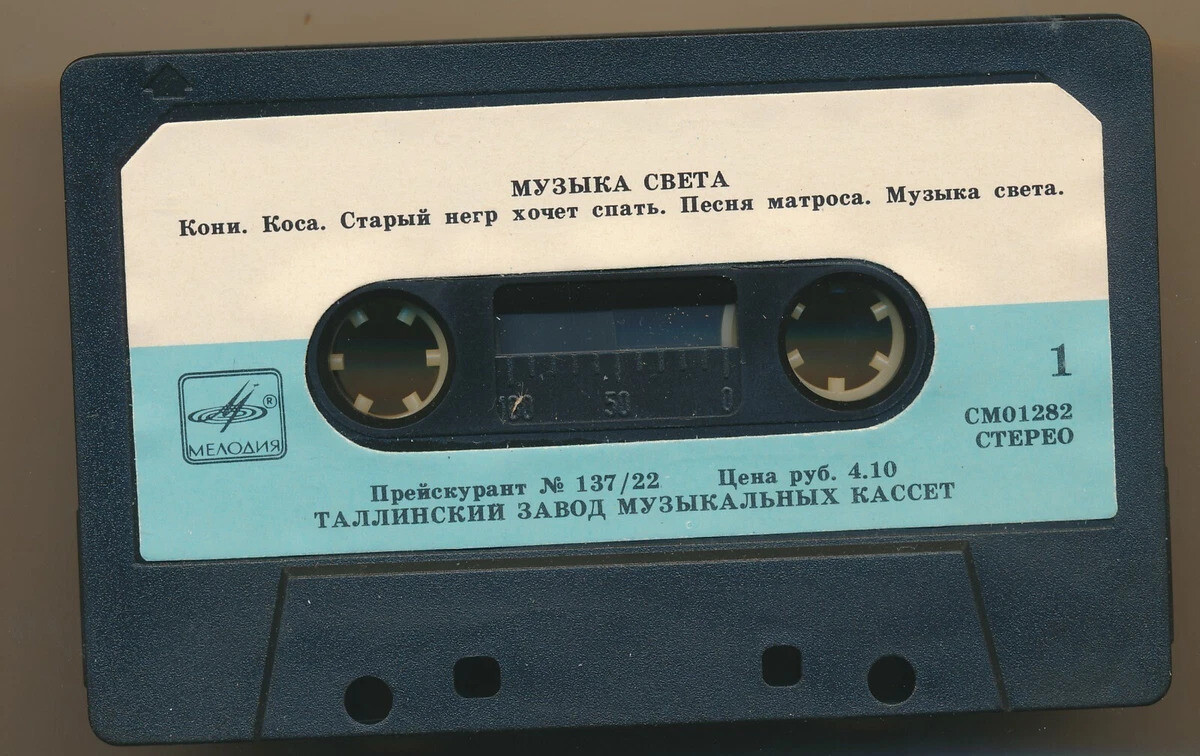 МУЗЫКА СВЕТА
Кони. Коса. Старый негр хочет спать. Песня матроса. Музыка света.
100 50 0
1
МЕЛОДИЯ ®
СМ01282
СТЕРЕО
Прейскурант № 137/22 Цена руб. 4.10
ТАЛЛИНСКИЙ ЗАВОД МУЗЫКАЛЬНЫХ КАССЕТ